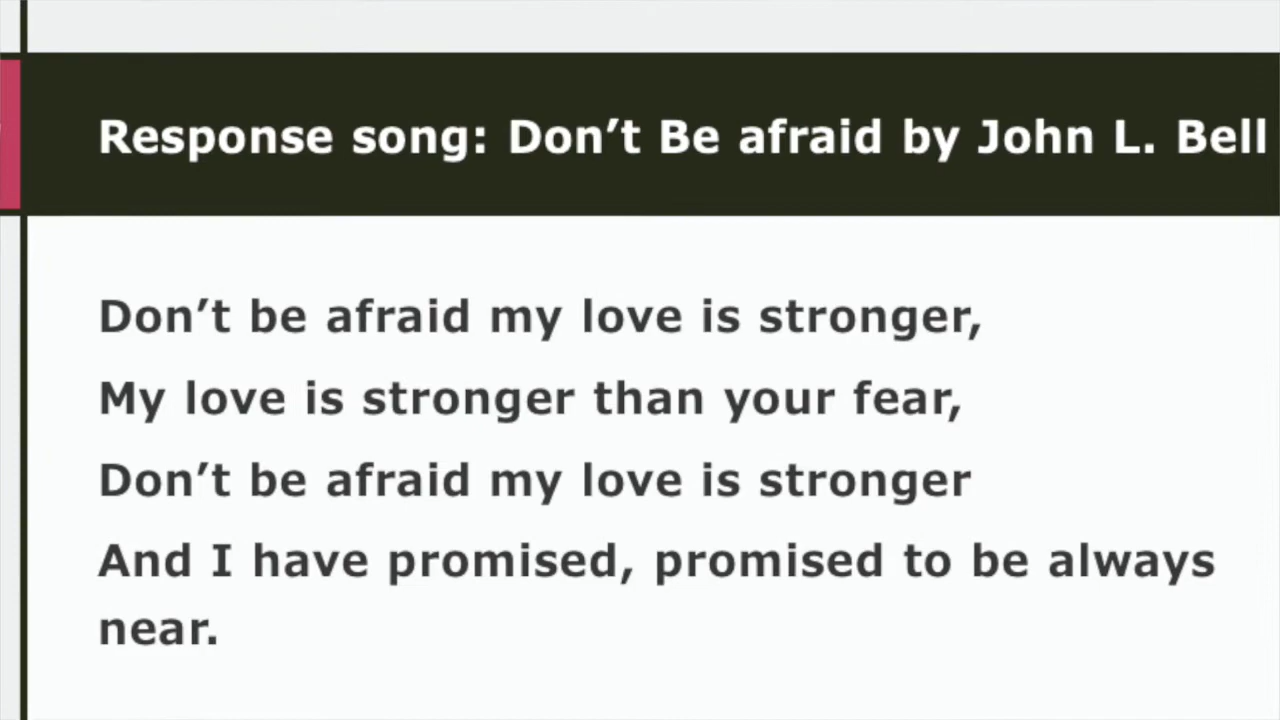 Response song: Don’t Be afraid by John L. Bell
Don’t be afraid my love is stronger,
My love is stronger than your fear,
Don’t be afraid my love is stronger
And I have promised, promised to be always
near.